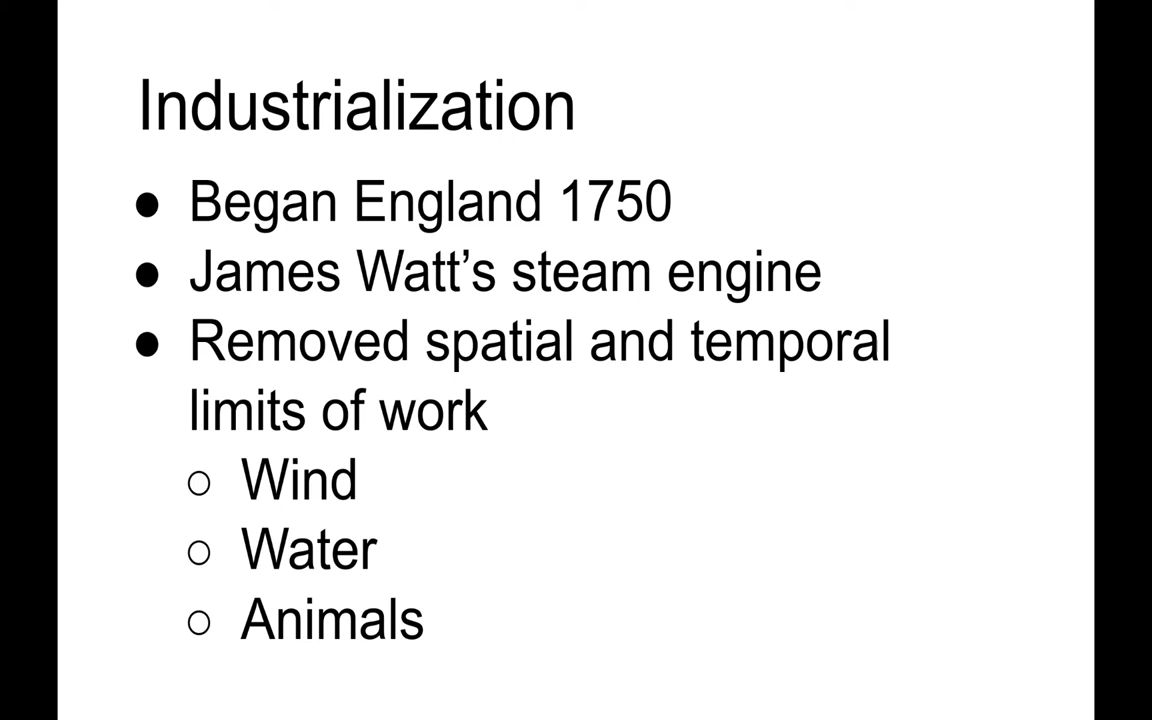 Industrialization
● Began England 1750
● James Watt’s steam engine
● Removed spatial and temporal
limits of work
○ Wind
○ Water
○ Animals